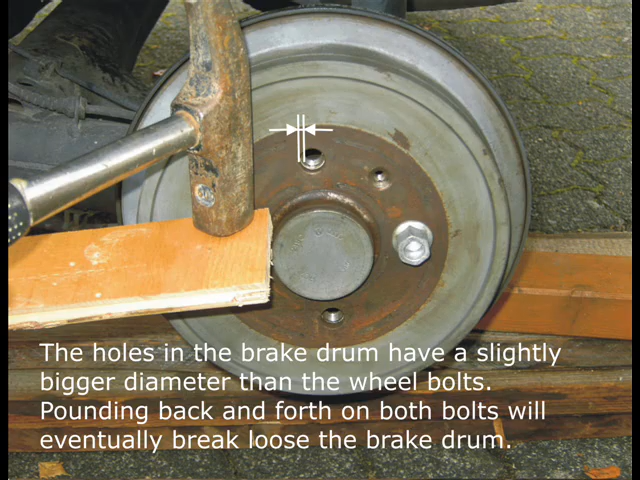 The holes in the brake drum have a slightly
bigger diameter than the wheel bolts.
Pounding back and forth on both bolts will
eventually break loose the brake drum.